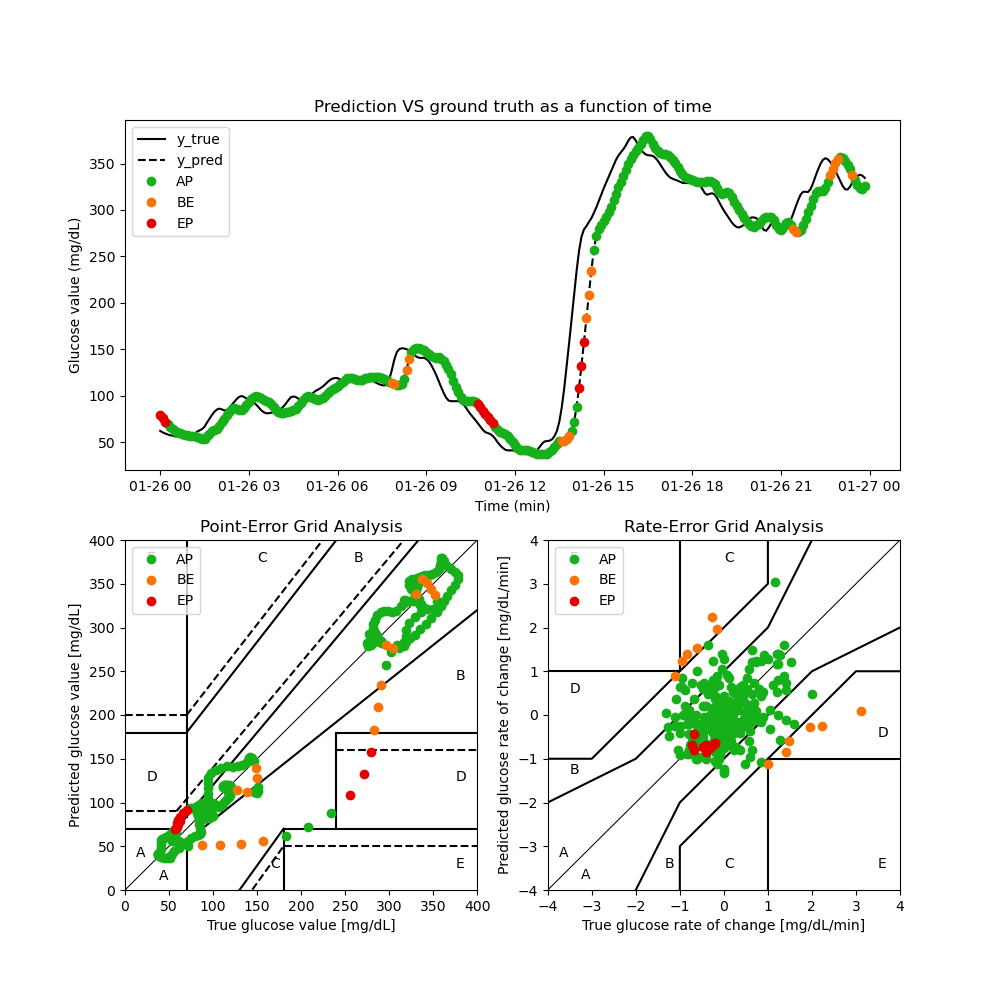 Prediction VS ground truth as a function of time
Glucose value (mg/dL)
350
300
250
200
150
100
50
y_true
y_pred
AP
BE
EP
01-26 00 01-26 03 01-26 06 01-26 09 01-26 12 01-26 15 01-26 18 01-26 21 01-27 00
Time (min)
Point-Error Grid Analysis
Predicted glucose value [mg/dL]
400
350
300
250
200
150
100
50
0
AP
BE
EP
C
B
B
D
D
A
A
C
E
0 50 100 150 200 250 300 350 400
True glucose value [mg/dL]
Rate-Error Grid Analysis
Predicted glucose rate of change [mg/dL/min]
4
3
2
1
0
−1
−2
−3
−4
AP
BE
EP
C
D
D
B
A
A
B
C
E
−4 −3 −2 −1 0 1 2 3 4
True glucose rate of change [mg/dL/min]